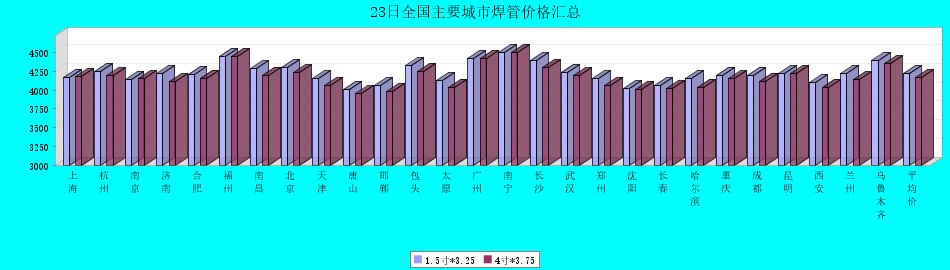 23日全国主要城市焊管价格汇总
4500
4250
4000
3750
3500
3250
3000
上海 杭州 南京 济南 合肥 福州 南昌 北京 天津 唐山 邯郸 包头 太原 广州 南宁 长沙 武汉 郑州 沈阳 长春 哈尔滨 重庆 成都 昆明 西安 兰州 乌鲁木齐 平均价
1.5寸*3.25 4寸*3.75